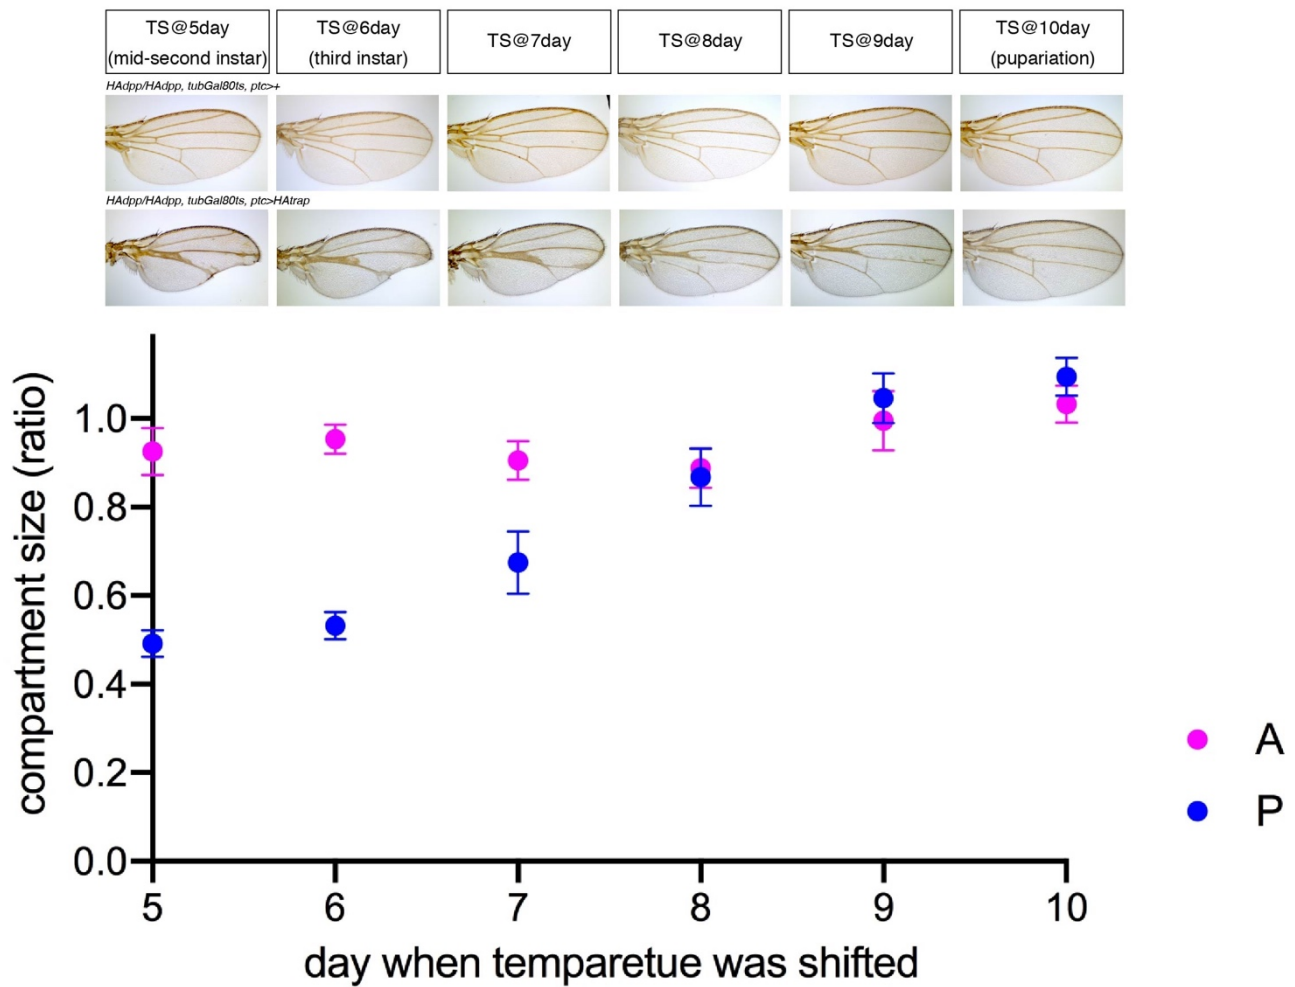 TS@5day
(mid-second instar)
TS@6day
(third instar)
TS@7day
TS@8day
TS@9day
TS@10day
(pupariation)
HAdpp/HAdpp, tubGal80ts, ptc>+
HAdpp/HAdpp, tubGal80ts, ptc>HAtrap
compartment size (ratio)
1.0
0.8
0.6
0.4
0.2
0.0
5
6
7
8
9
10
day when temparetue was shifted
A
P